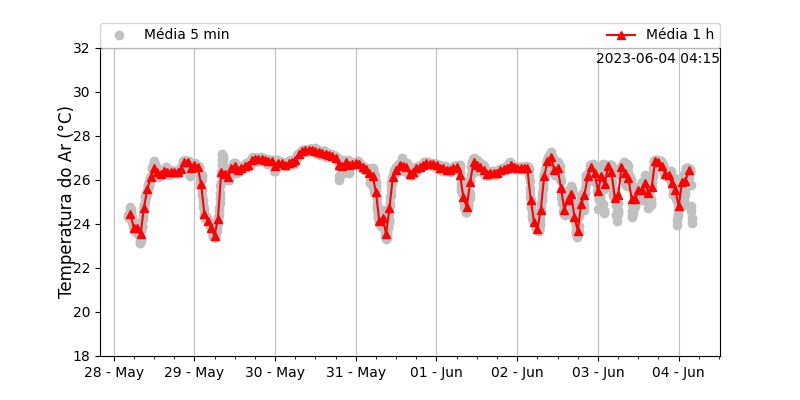 Média 5 min
Média 1 h
2023-06-04 04:15
Temperatura do Ar (°C)
32
30
28
26
24
22
20
18
28 - May
29 - May
30 - May
31 - May
01 - Jun
02 - Jun
03 - Jun
04 - Jun